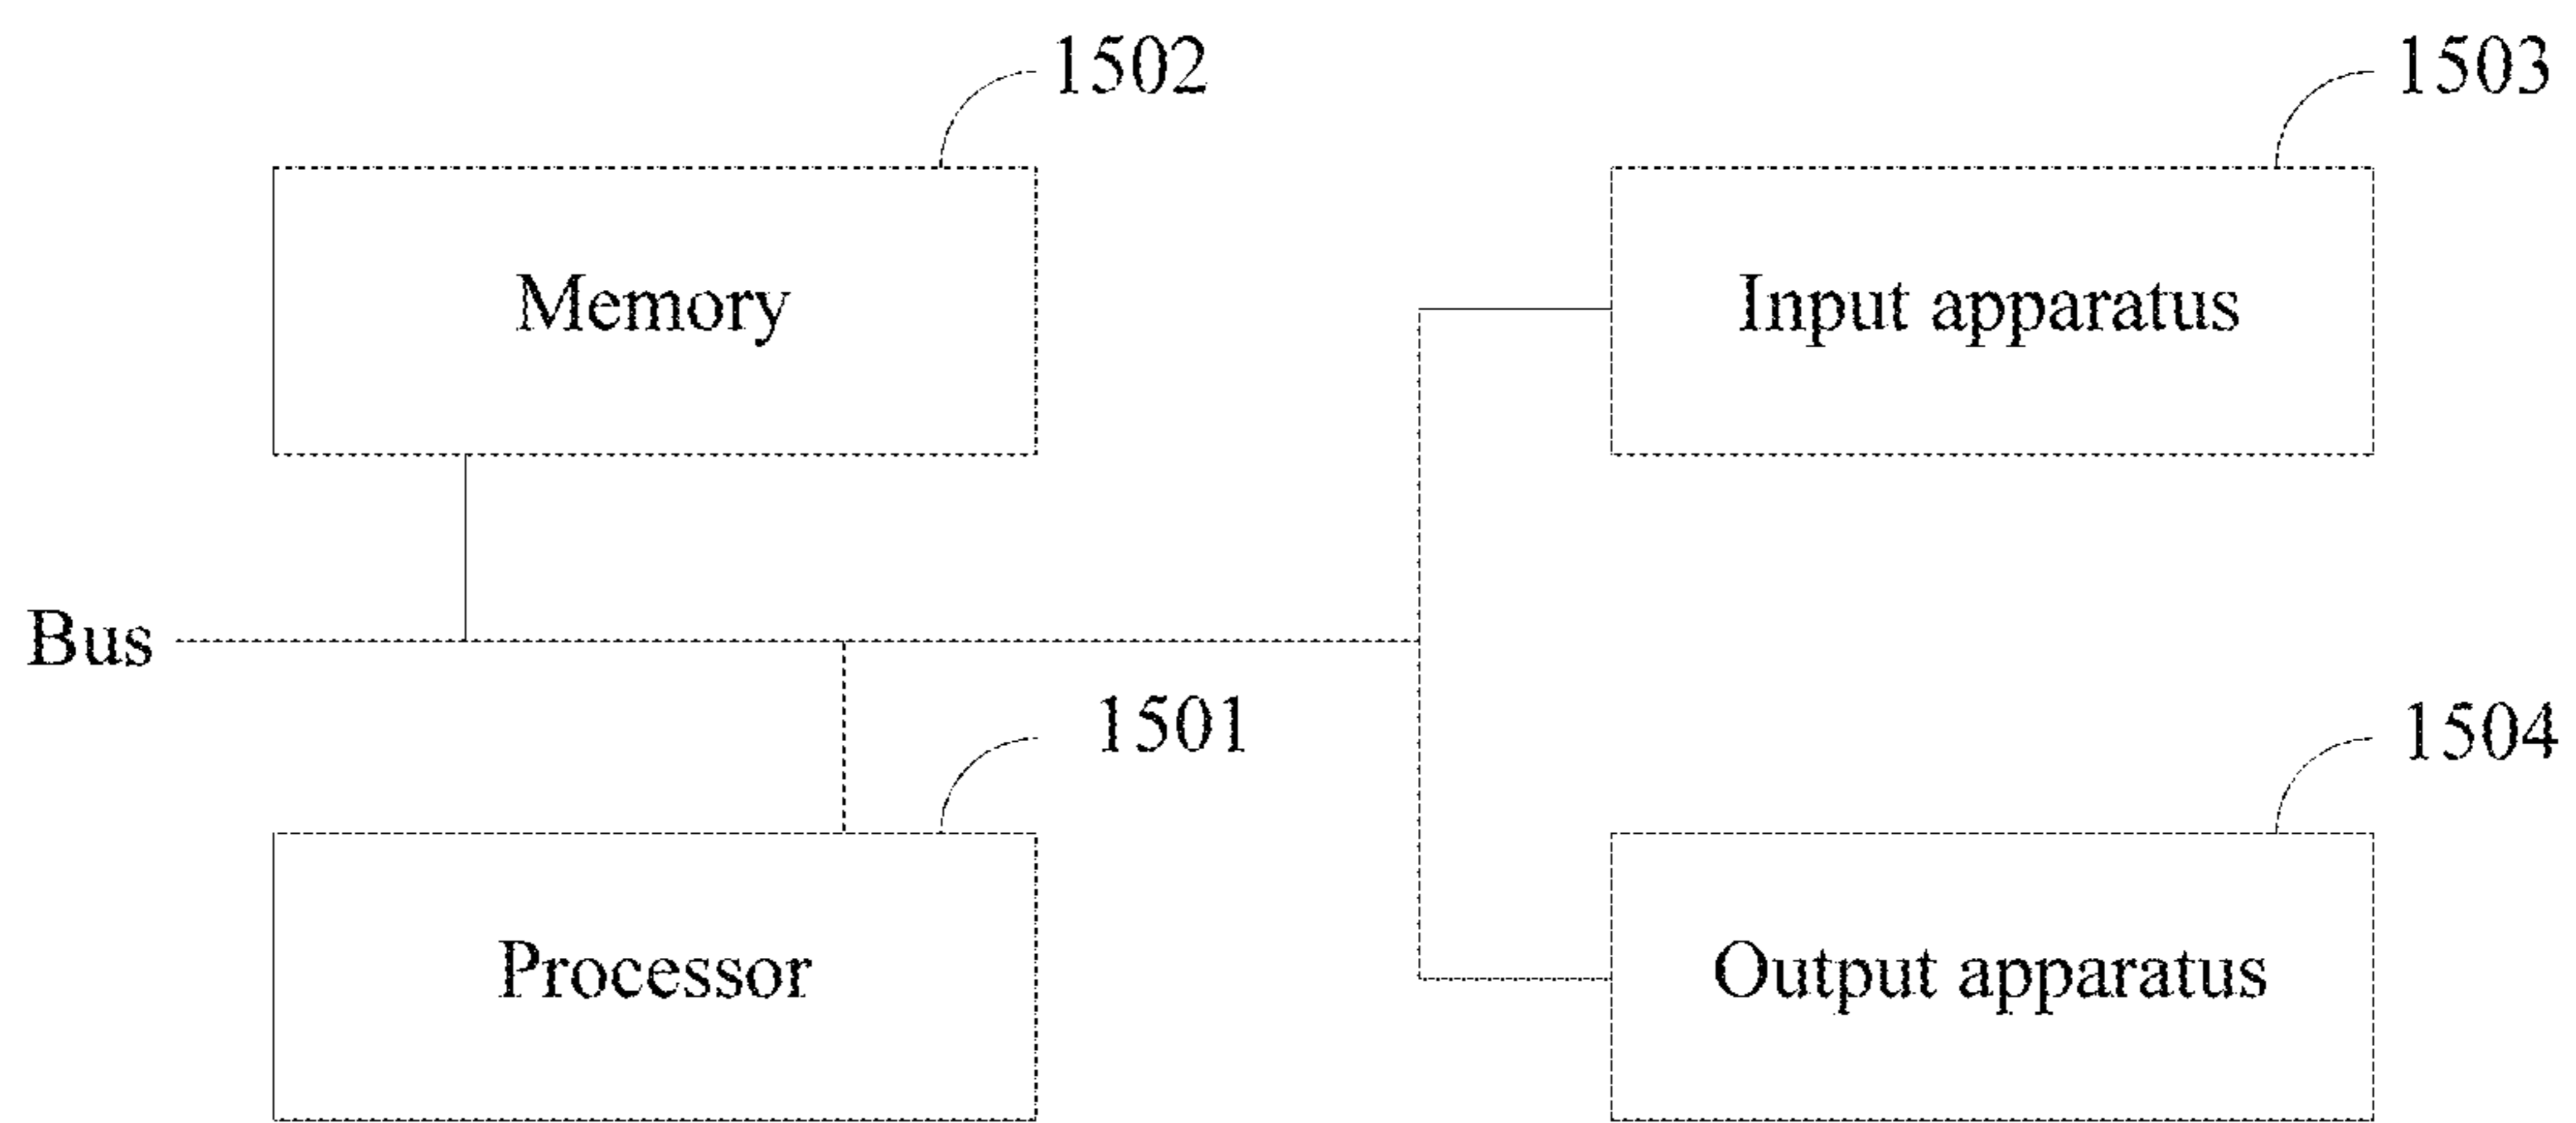 1502
1503
Memory
Input apparatus
Bus
1501
1504
Processor
Output apparatus